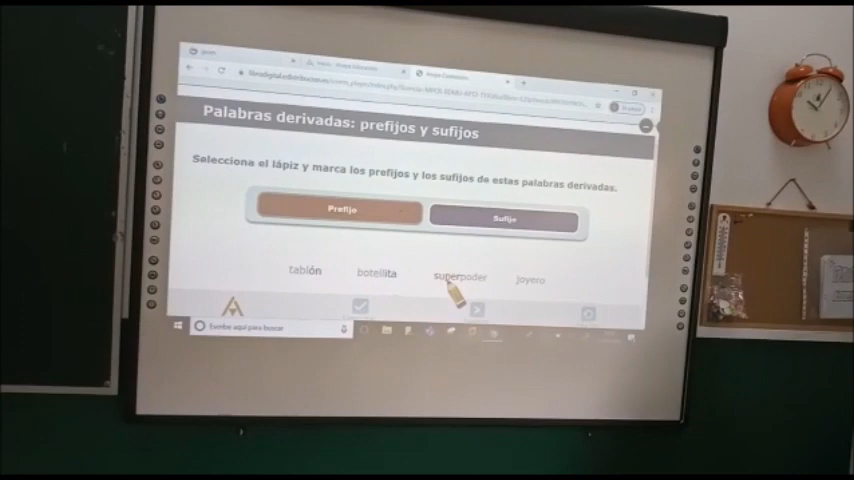 Palabras derivadas: prefijos y sufijos
Selecciona el lápiz y marca los prefijos y los sufijos de estas palabras derivadas.
Prefijo
Sufijo
tablón botellita superpoder joyero
Escribe aquí para buscar